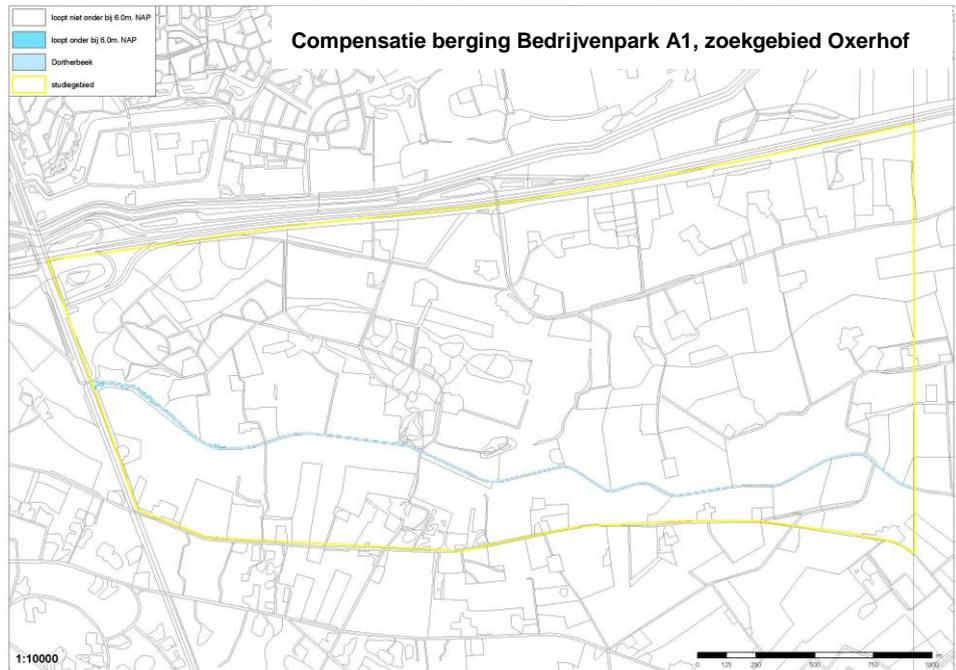 loopt niet onder bij 6.0m. NAP
loopt onder bij 6.0m. NAP
Dortherbeek
studiegebied
Compensatie berging Bedrijvenpark A1, zoekgebied Oxerhof
1:10000
0 125 250 500 750 1000
m